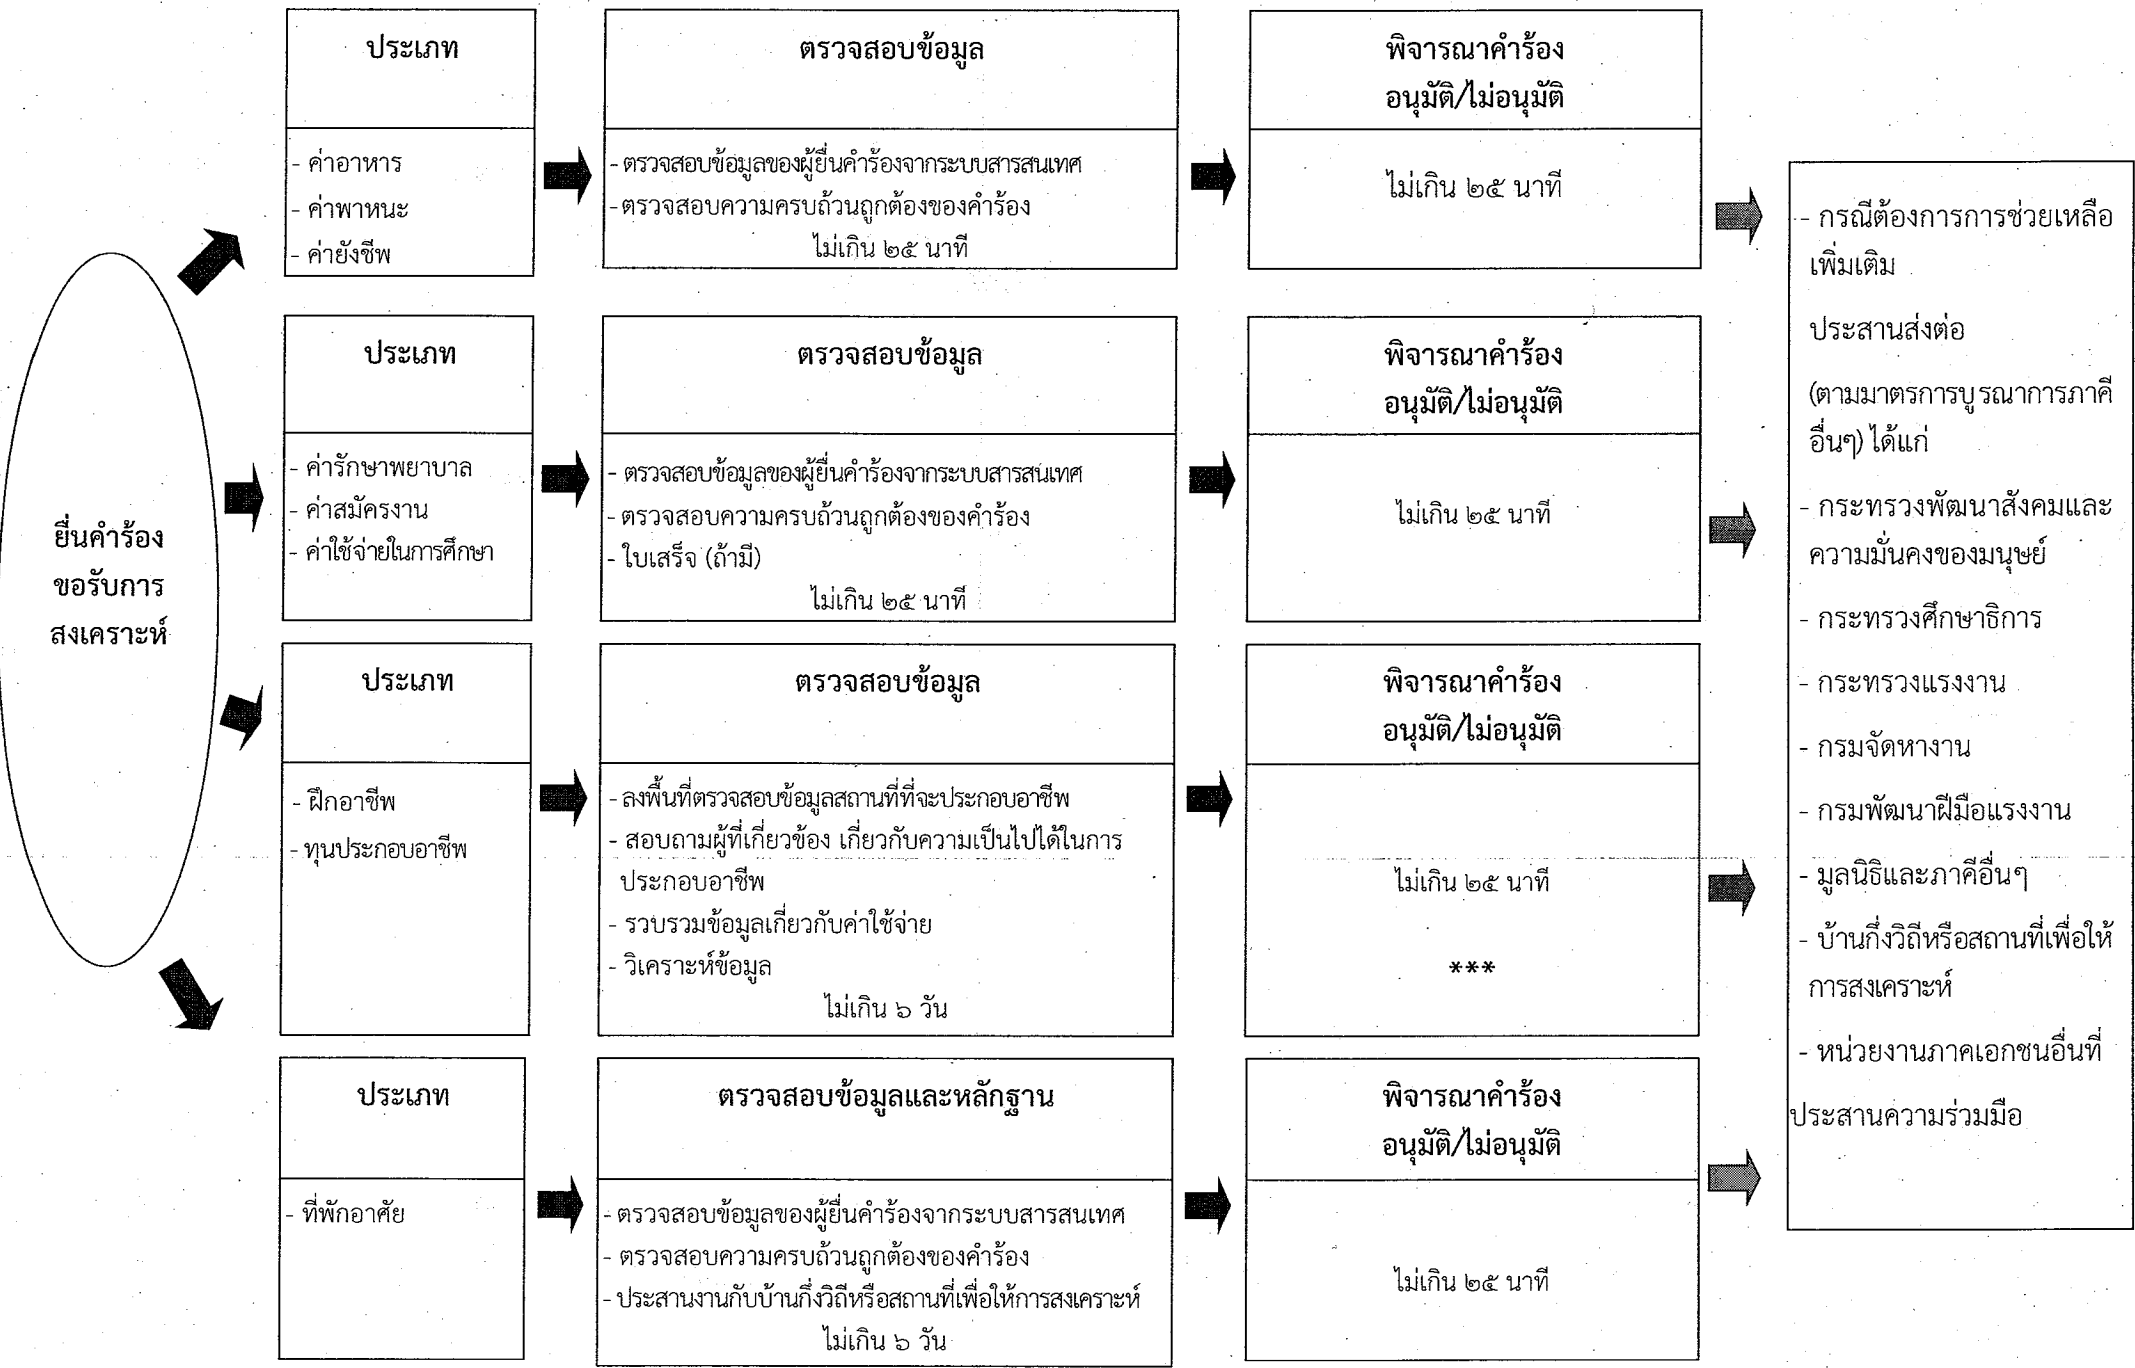 ยื่นคำร้อง
ขอรับการ
สงเคราะห์
ประเภท
- ค่าอาหาร
- ค่าพาหนะ
- ค่ายังชีพ
ตรวจสอบข้อมูล
- ตรวจสอบข้อมูลของผู้ยื่นคำร้องจากระบบสารสนเทศ
- ตรวจสอบความครบถ้วนถูกต้องของคำร้อง
ไม่เกิน ๒๕ นาที
พิจารณาคำร้อง
อนุมัติ/ไม่อนุมัติ
ไม่เกิน ๒๕ นาที
ประเภท
- ค่ารักษาพยาบาล
- ค่าสมัครงาน
- ค่าใช้จ่ายในการศึกษา
ตรวจสอบข้อมูล
- ตรวจสอบข้อมูลของผู้ยื่นคำร้องจากระบบสารสนเทศ
- ตรวจสอบความครบถ้วนถูกต้องของคำร้อง
- ใบเสร็จ (ถ้ามี)
ไม่เกิน ๒๕ นาที
พิจารณาคำร้อง
อนุมัติ/ไม่อนุมัติ
ไม่เกิน ๒๕ นาที
ประเภท
- ฝึกอาชีพ
- ทุนประกอบอาชีพ
ตรวจสอบข้อมูล
- ลงพื้นที่ตรวจสอบข้อมูลสถานที่ที่จะประกอบอาชีพ
- สอบถามผู้ที่เกี่ยวข้อง เกี่ยวกับความเป็นไปได้ในการ
ประกอบอาชีพ
- รวบรวมข้อมูลเกี่ยวกับค่าใช้จ่าย
- วิเคราะห์ข้อมูล
ไม่เกิน ๖ วัน
พิจารณาคำร้อง
อนุมัติ/ไม่อนุมัติ
ไม่เกิน ๒๕ นาที
***
ประเภท
- ที่พักอาศัย
ตรวจสอบข้อมูลและหลักฐาน
- ตรวจสอบข้อมูลของผู้ยื่นคำร้องจากระบบสารสนเทศ
- ตรวจสอบความครบถ้วนถูกต้องของคำร้อง
- ประสานงานกับบ้านกึ่งวิถีหรือสถานที่เพื่อให้การสงเคราะห์
ไม่เกิน ๖ วัน
พิจารณาคำร้อง
อนุมัติ/ไม่อนุมัติ
ไม่เกิน ๒๕ นาที
- กรณีต้องการการช่วยเหลือ
เพิ่มเติม
ประสานส่งต่อ
(ตามมาตรการบูรณาการภาคี
อื่นๆ) ได้แก่
- กระทรวงพัฒนาสังคมและ
ความมั่นคงของมนุษย์
- กระทรวงศึกษาธิการ
- กระทรวงแรงงาน
- กรมจัดหางาน
- กรมพัฒนาฝีมือแรงงาน
- มูลนิธิและภาคีอื่นๆ
- บ้านกึ่งวิถีหรือสถานที่เพื่อให้
การสงเคราะห์
- หน่วยงานภาคเอกชนอื่นที่
ประสานความร่วมมือ